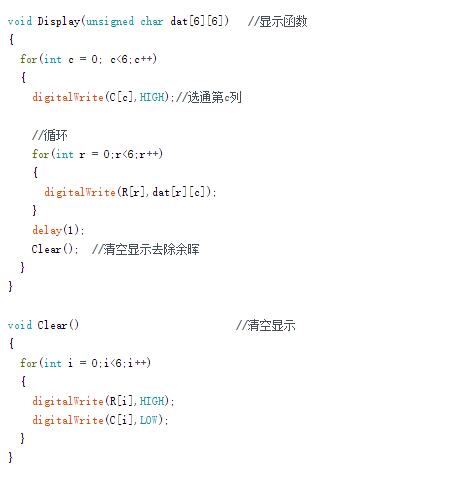 void Display(unsigned char dat[6][6])   //显示函数
{
  for(int c = 0; c<6;c++)
  {
    digitalWrite(C[c],HIGH);//选通第c列
    //循环
    for(int r = 0;r<6;r++)
    {
      digitalWrite(R[r],dat[r][c]);
    }
    delay(1);
    Clear();  //清空显示去除余晖
  }
}
void Clear()                          //清空显示
{
  for(int i = 0;i<6;i++)
  {
    digitalWrite(R[i],HIGH);
    digitalWrite(C[i],LOW);
  }
}